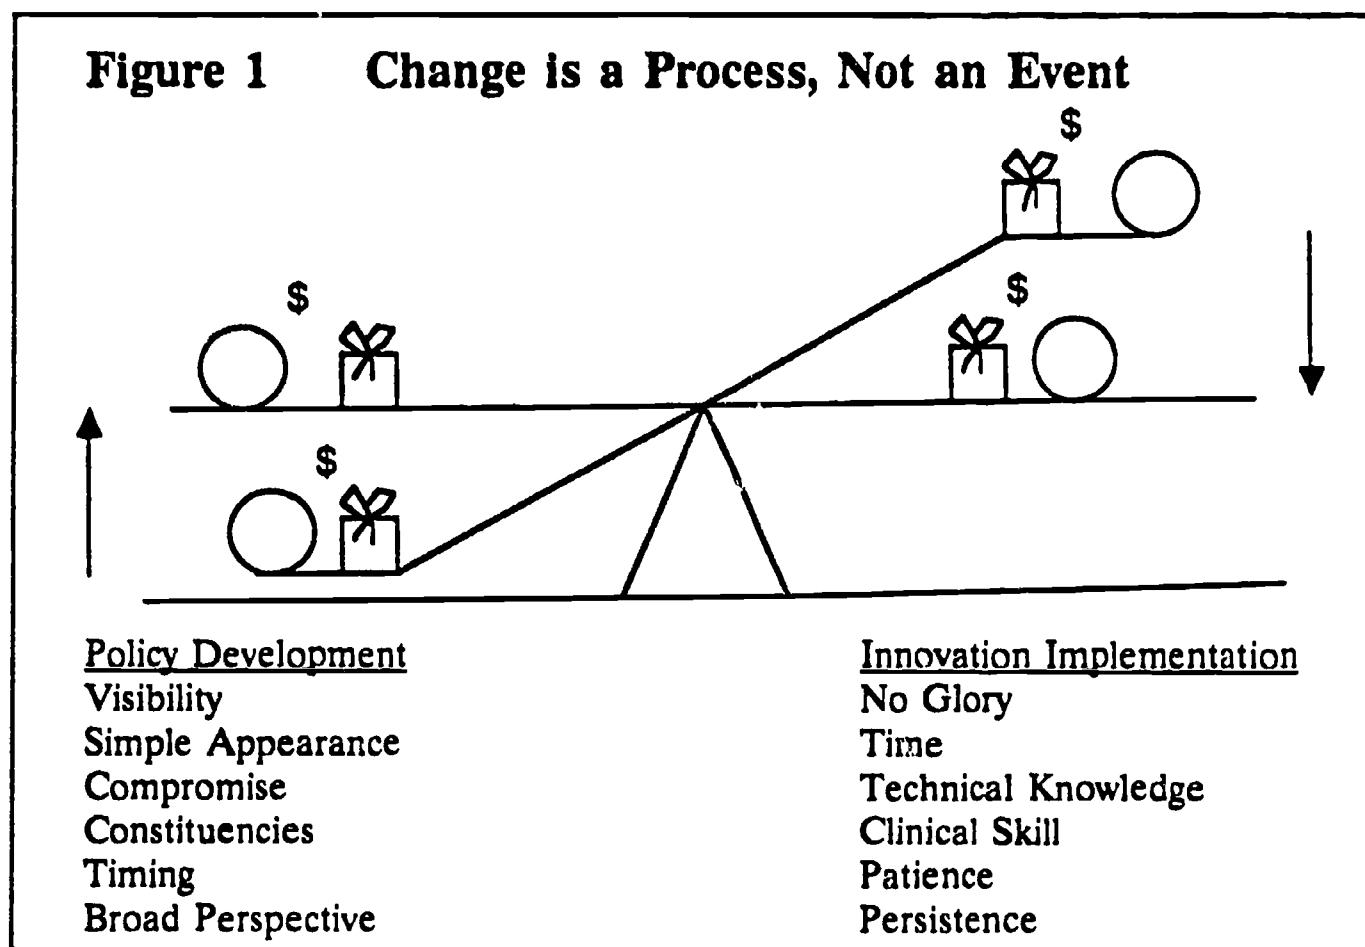 Figure 1 Change is a Process, Not an Event
$
$
$
$
Policy Development
Visibility
Simple Appearance
Compromise
Constituencies
Timing
Broad Perspective
Innovation Implementation
No Glory
Time
Technical Knowledge
Clinical Skill
Patience
Persistence